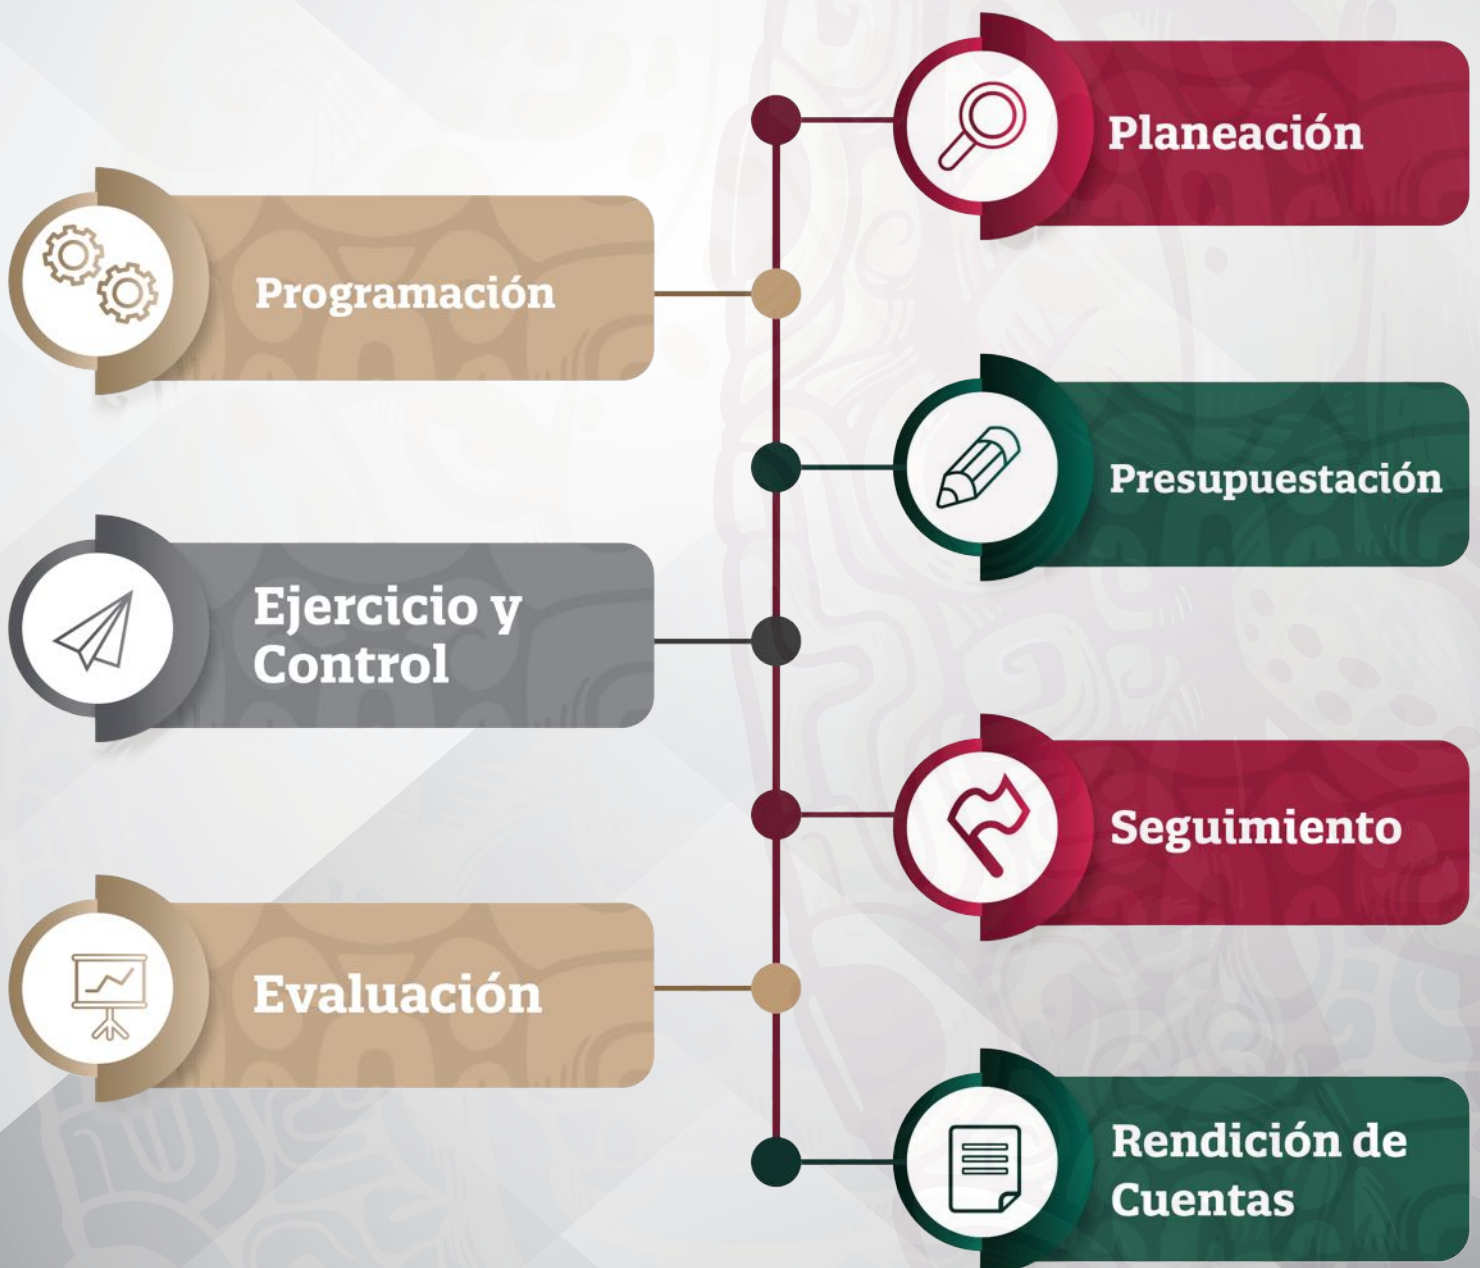 Planeación
Programación
Presupuestación
Ejercicio y
Control
Seguimiento
Evaluación
Rendición de
Cuentas